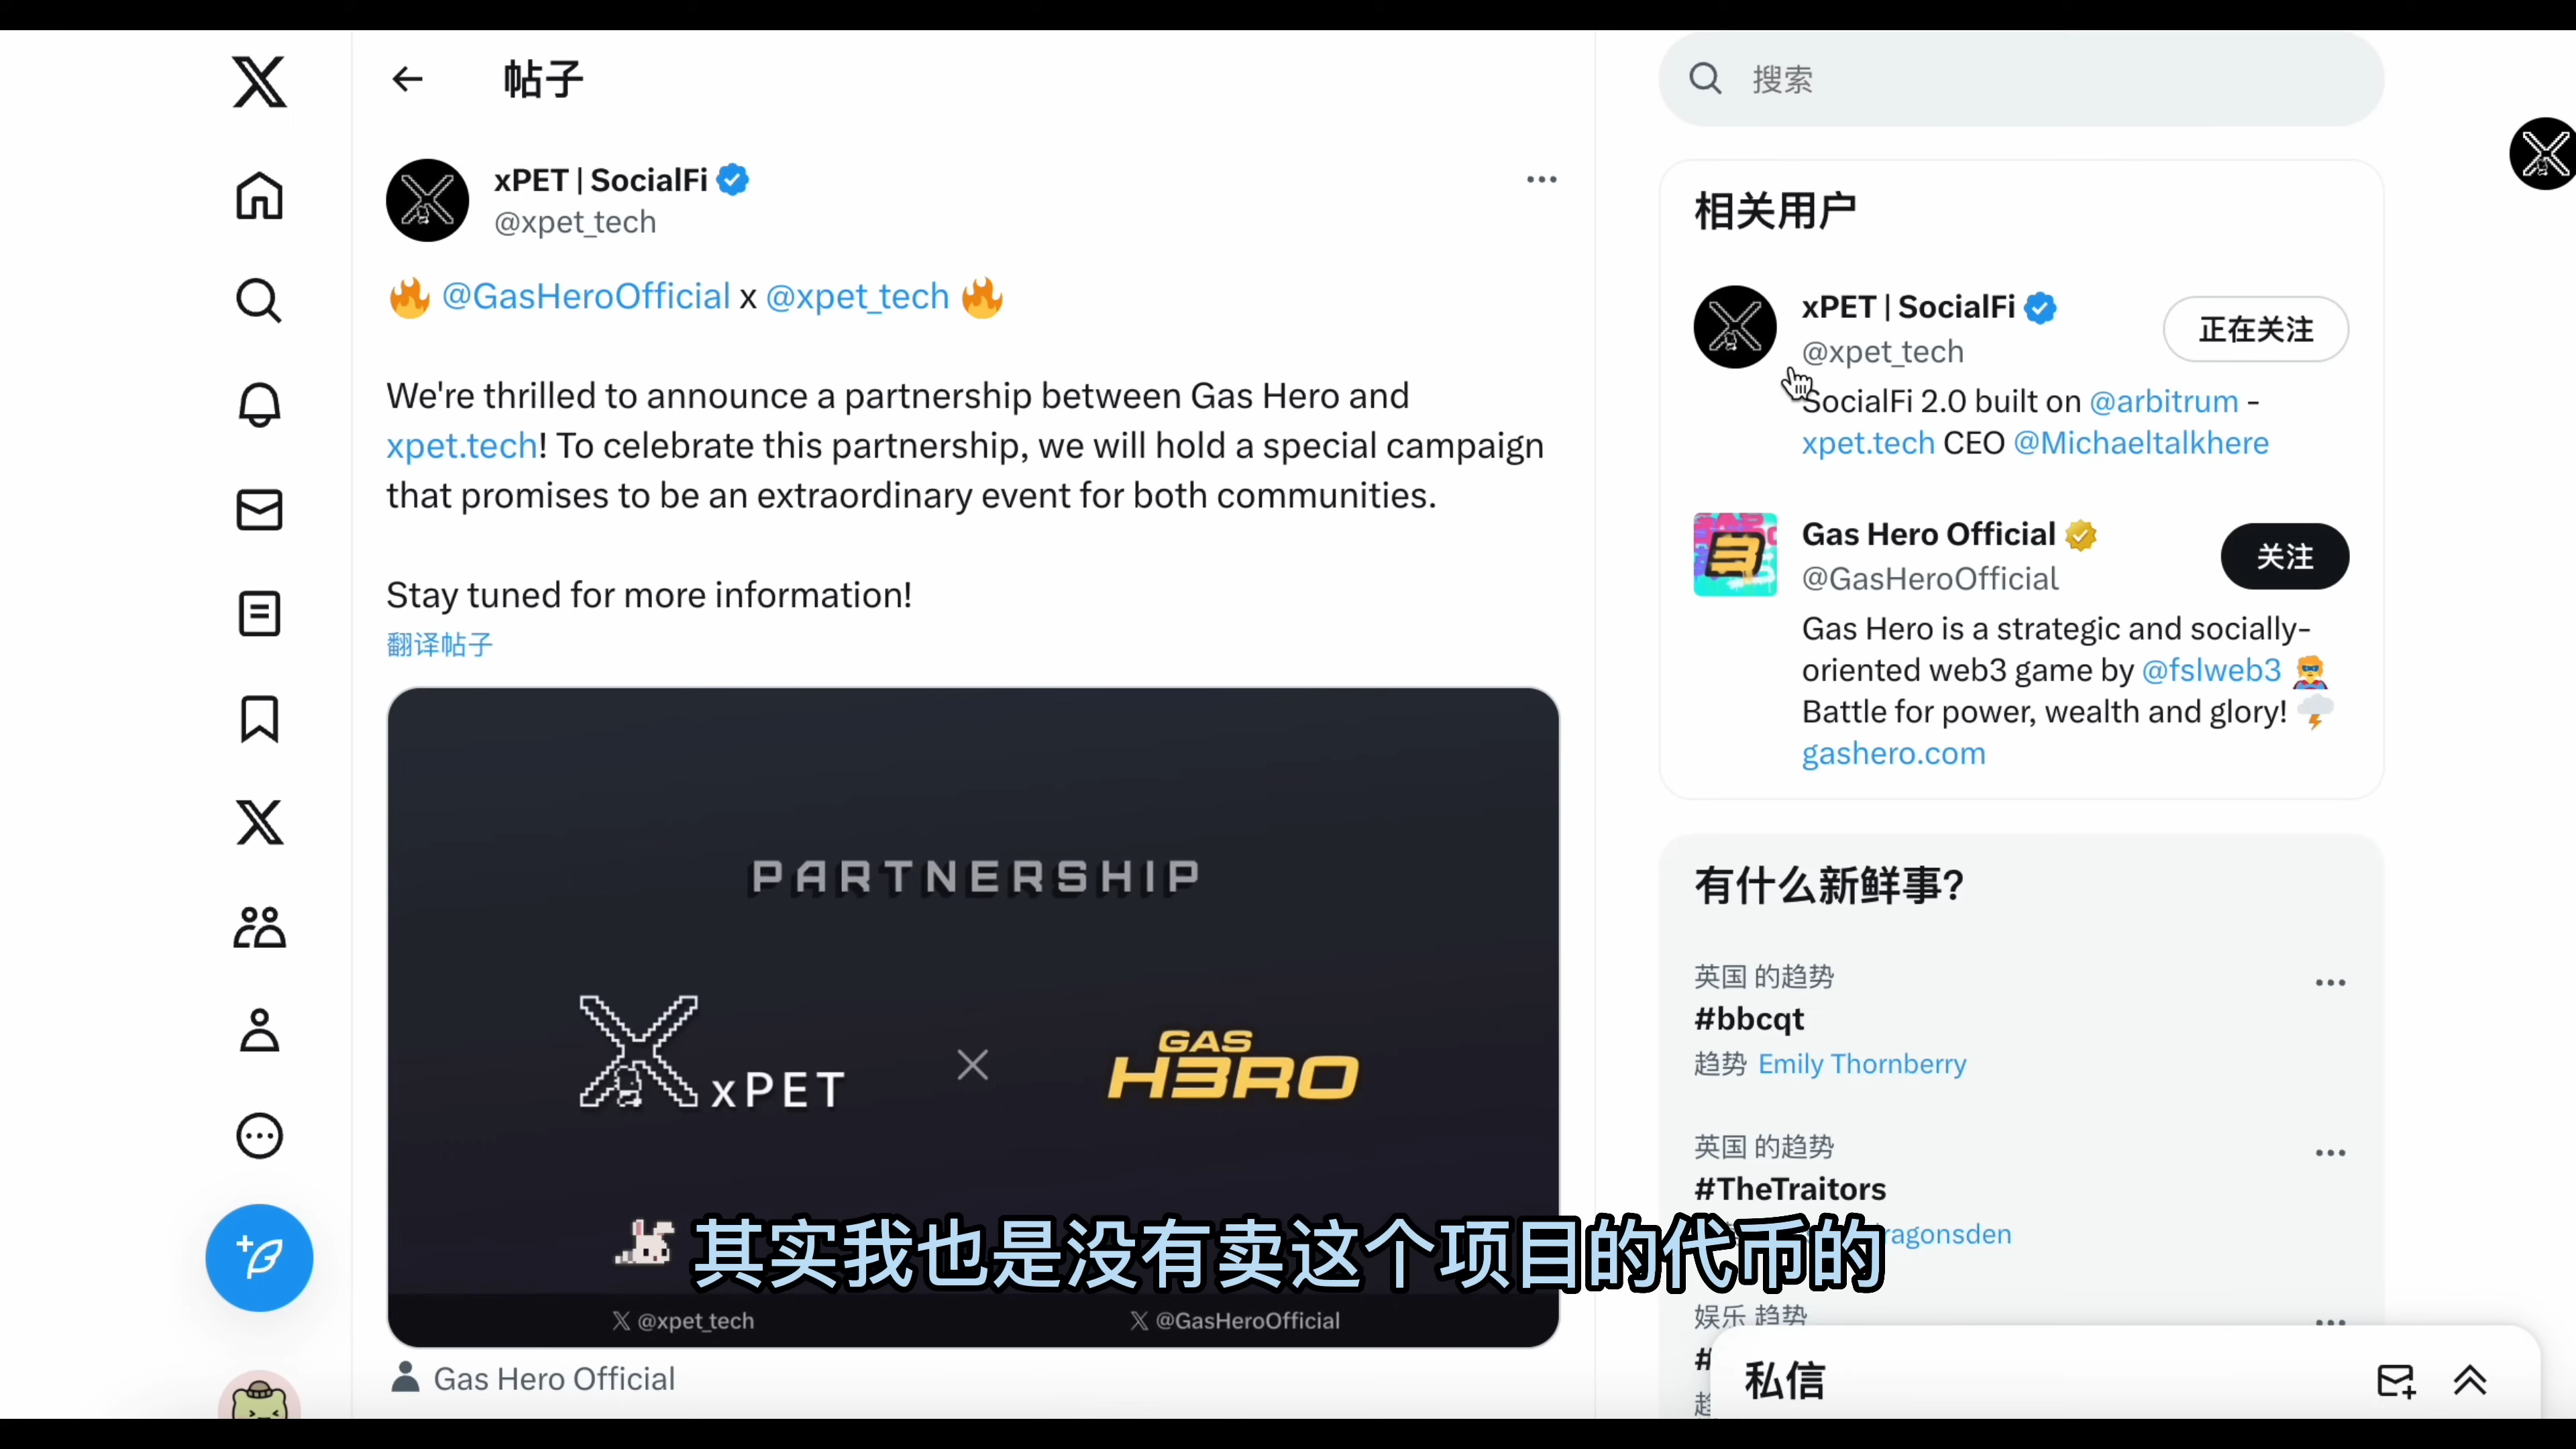 帖子
xPET | SocialFi
@xpet_tech
🔥 @GasHeroOfficial x @xpet_tech 🔥
We're thrilled to announce a partnership between Gas Hero and
xpet.tech! To celebrate this partnership, we will hold a special campaign
that promises to be an extraordinary event for both communities.
Stay tuned for more information!
翻译帖子
PARTNERSHIP
xPET
GAS
H3RO
X @xpet_tech
X @GasHeroOfficial
Gas Hero Official
搜索
相关用户
xPET | SocialFi
@xpet_tech
正在关注
SocialFi 2.0 built on @arbitrum -
xpet.tech CEO @Michaeltalkhere
Gas Hero Official
@GasHeroOfficial
关注
Gas Hero is a strategic and socially-
oriented web3 game by @fslweb3
Battle for power, wealth and glory!
gashero.com
有什么新鲜事?
英国 的趋势
#bbcqt
趋势 Emily Thornberry
英国 的趋势
#TheTraitors
ragonsden
娱乐 趋势
#
私信
其实我也是没有卖这个项目的代币的